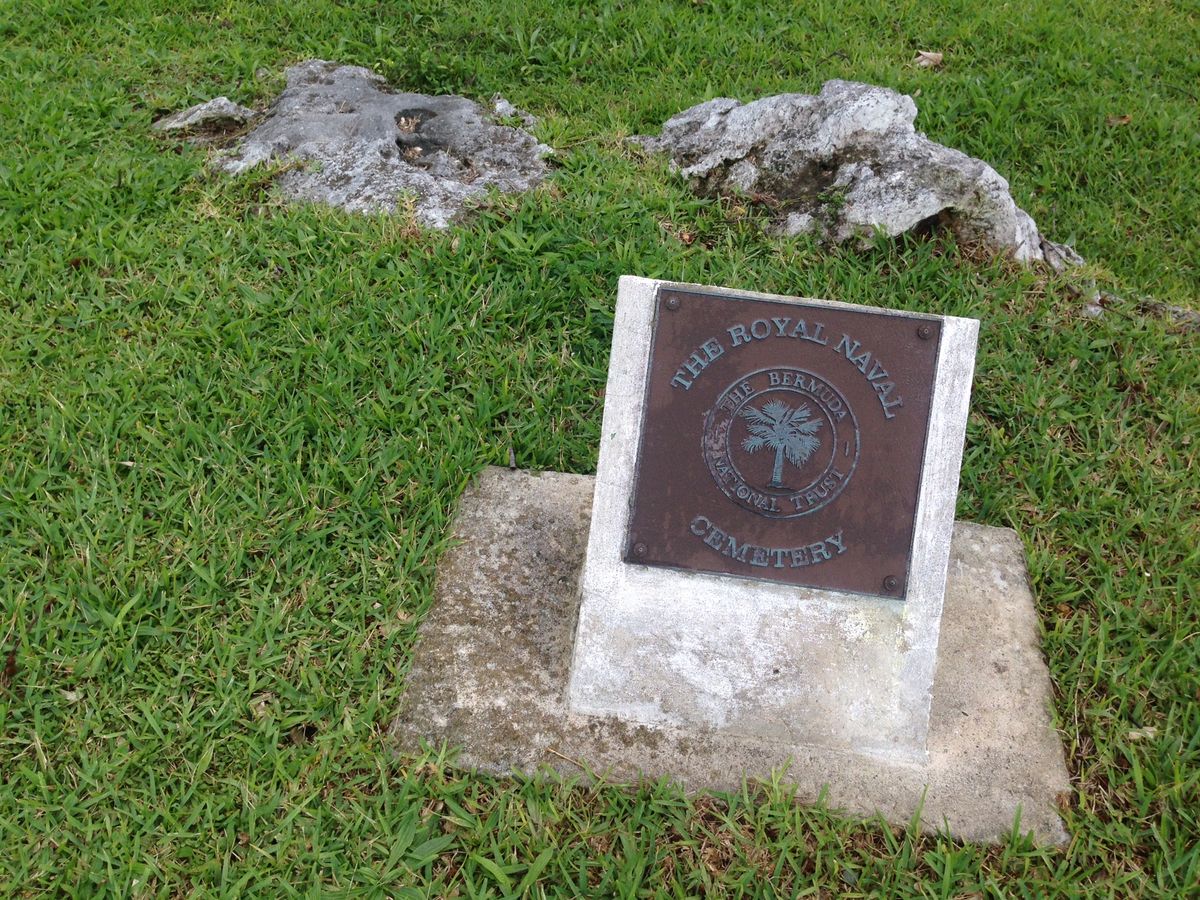 THE ROYAL NAVAL
THE BERMUDA
NATIONAL TRUST
CEMETERY